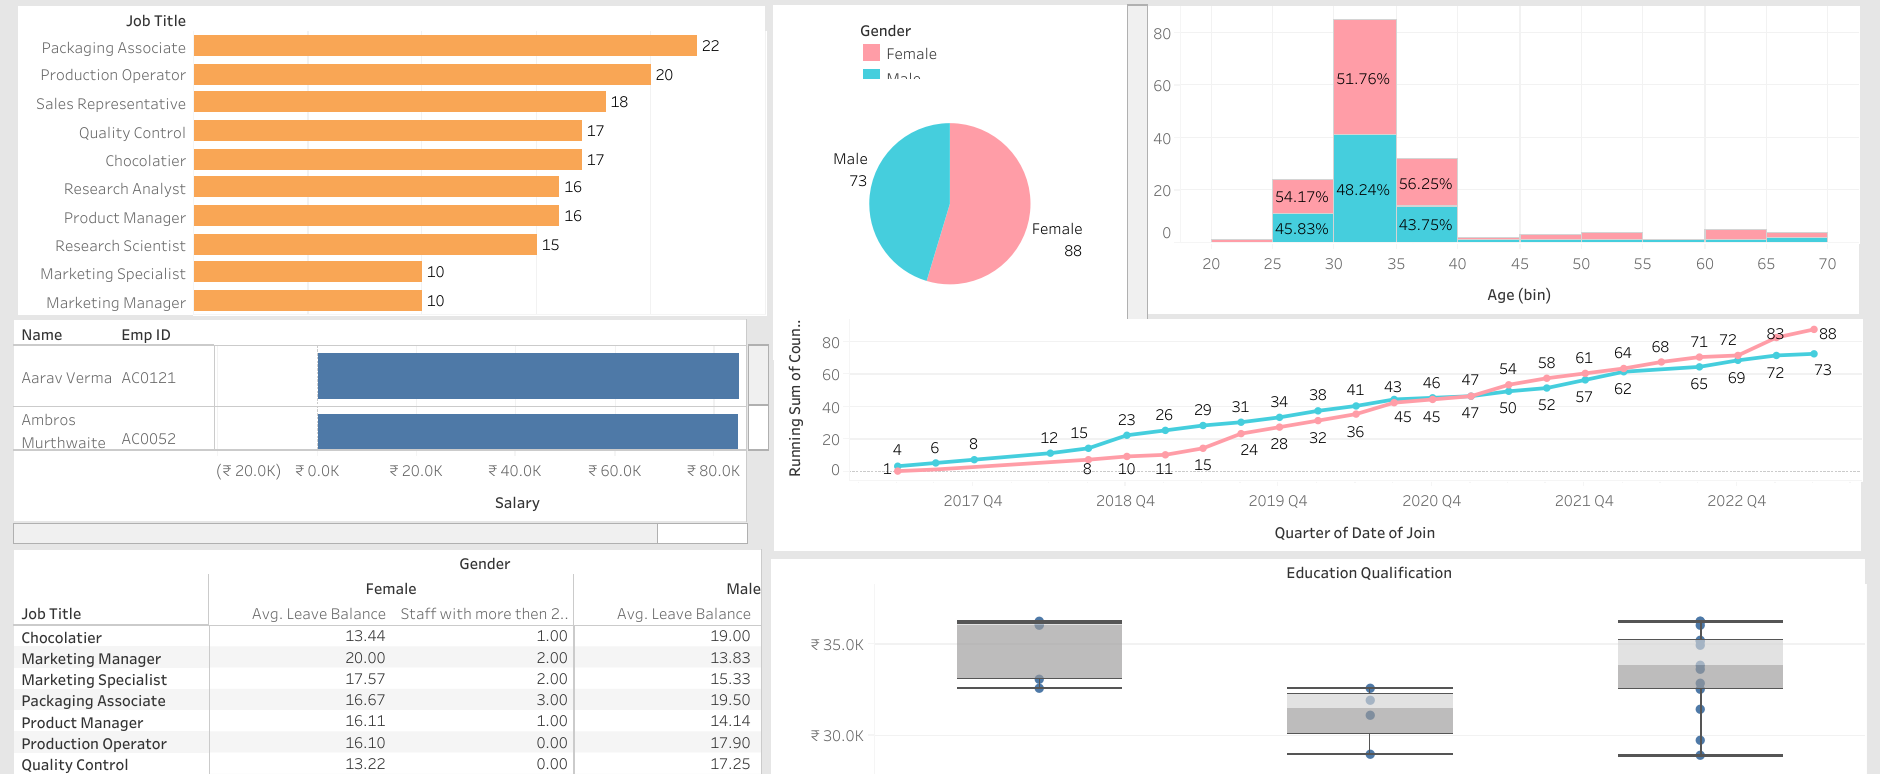 Job Title
Packaging Associate 22
Production Operator 20
Sales Representative 18
Quality Control 17
Chocolatier 17
Research Analyst 16
Product Manager 16
Research Scientist 15
Marketing Specialist 10
Marketing Manager 10
Gender
Female
Male
Male
73
Female
88
80
60
40
20
0
51.76%
48.24%
54.17%
45.83%
56.25%
43.75%
20 25 30 35 40 45 50 55 60 65 70
Age (bin)
Name Emp ID
Aarav Verma AC0121
Ambros
Murthwaite AC0052
(₹ 20.0K) ₹ 0.0K ₹ 20.0K ₹ 40.0K ₹ 60.0K ₹ 80.0K
Salary
Running Sum of Coun..
80
60
40
20
0
4 6 8 12 15 23 26 29 31 34 38 41 43 46 47 54 58 61 64 68 71 72 83 88
1 8 10 11 15 24 28 32 36 45 45 47 50 52 57 62 65 69 72 73
2017 Q4 2018 Q4 2019 Q4 2020 Q4 2021 Q4 2022 Q4
Quarter of Date of Join
Gender
Female Male
Job Title Avg. Leave Balance Staff with more then 2.. Avg. Leave Balance
Chocolatier 13.44 1.00 19.00
Marketing Manager 20.00 2.00 13.83
Marketing Specialist 17.57 2.00 15.33
Packaging Associate 16.67 3.00 19.50
Product Manager 16.11 1.00 14.14
Production Operator 16.10 0.00 17.90
Quality Control 13.22 0.00 17.25
Education Qualification
₹ 35.0K
₹ 30.0K